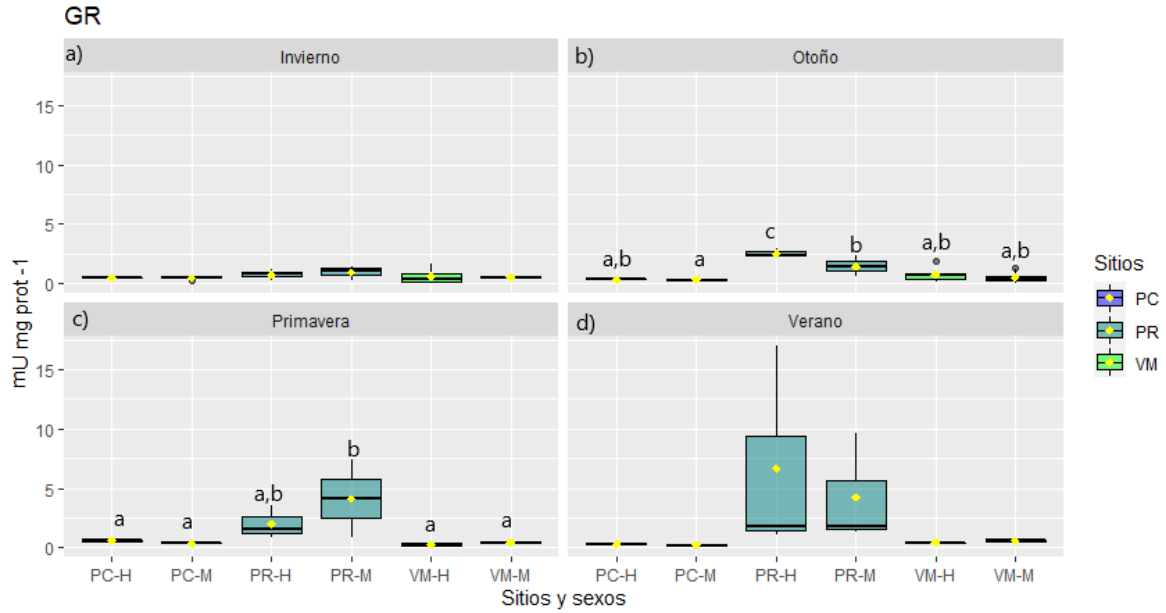 GR
a) Invierno
b) Otoño
15
10
5
0
a,b
a
c
b
a,b
a,b
c) Primavera
d) Verano
15
10
5
0
a
a
a,b
b
a
a
mU mg prot -1
PC-H PC-M PR-H PR-M VM-H VM-M
PC-H PC-M PR-H PR-M VM-H VM-M
Sitios y sexos
Sitios
PC
PR
VM